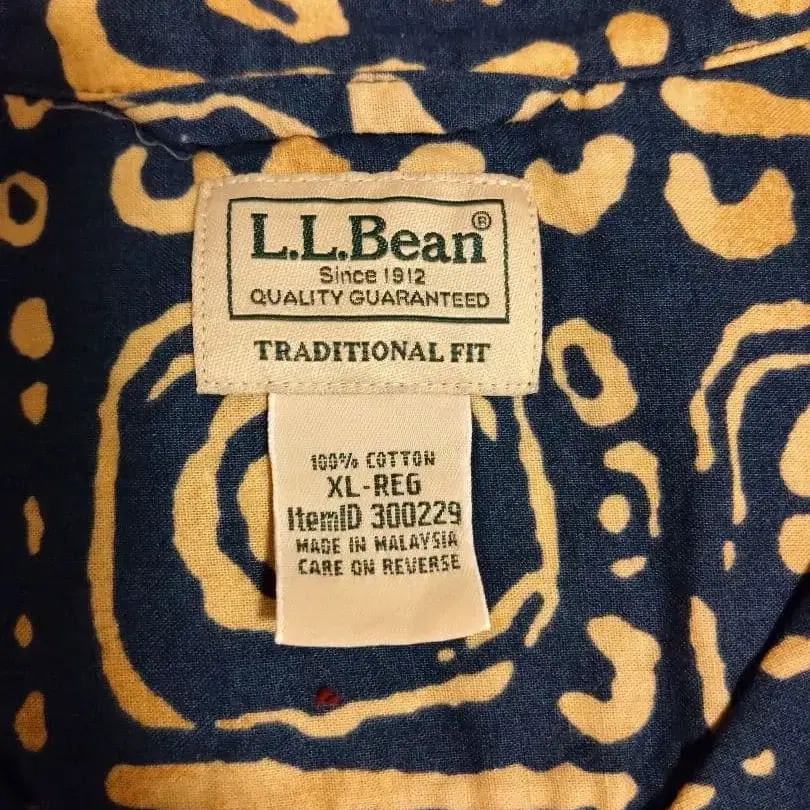 L.L.Bean®
Since 1912
QUALITY GUARANTEED
TRADITIONAL FIT
100% COTTON
XL-REG
ItemID 300229
MADE IN MALAYSIA
CARE ON REVERSE